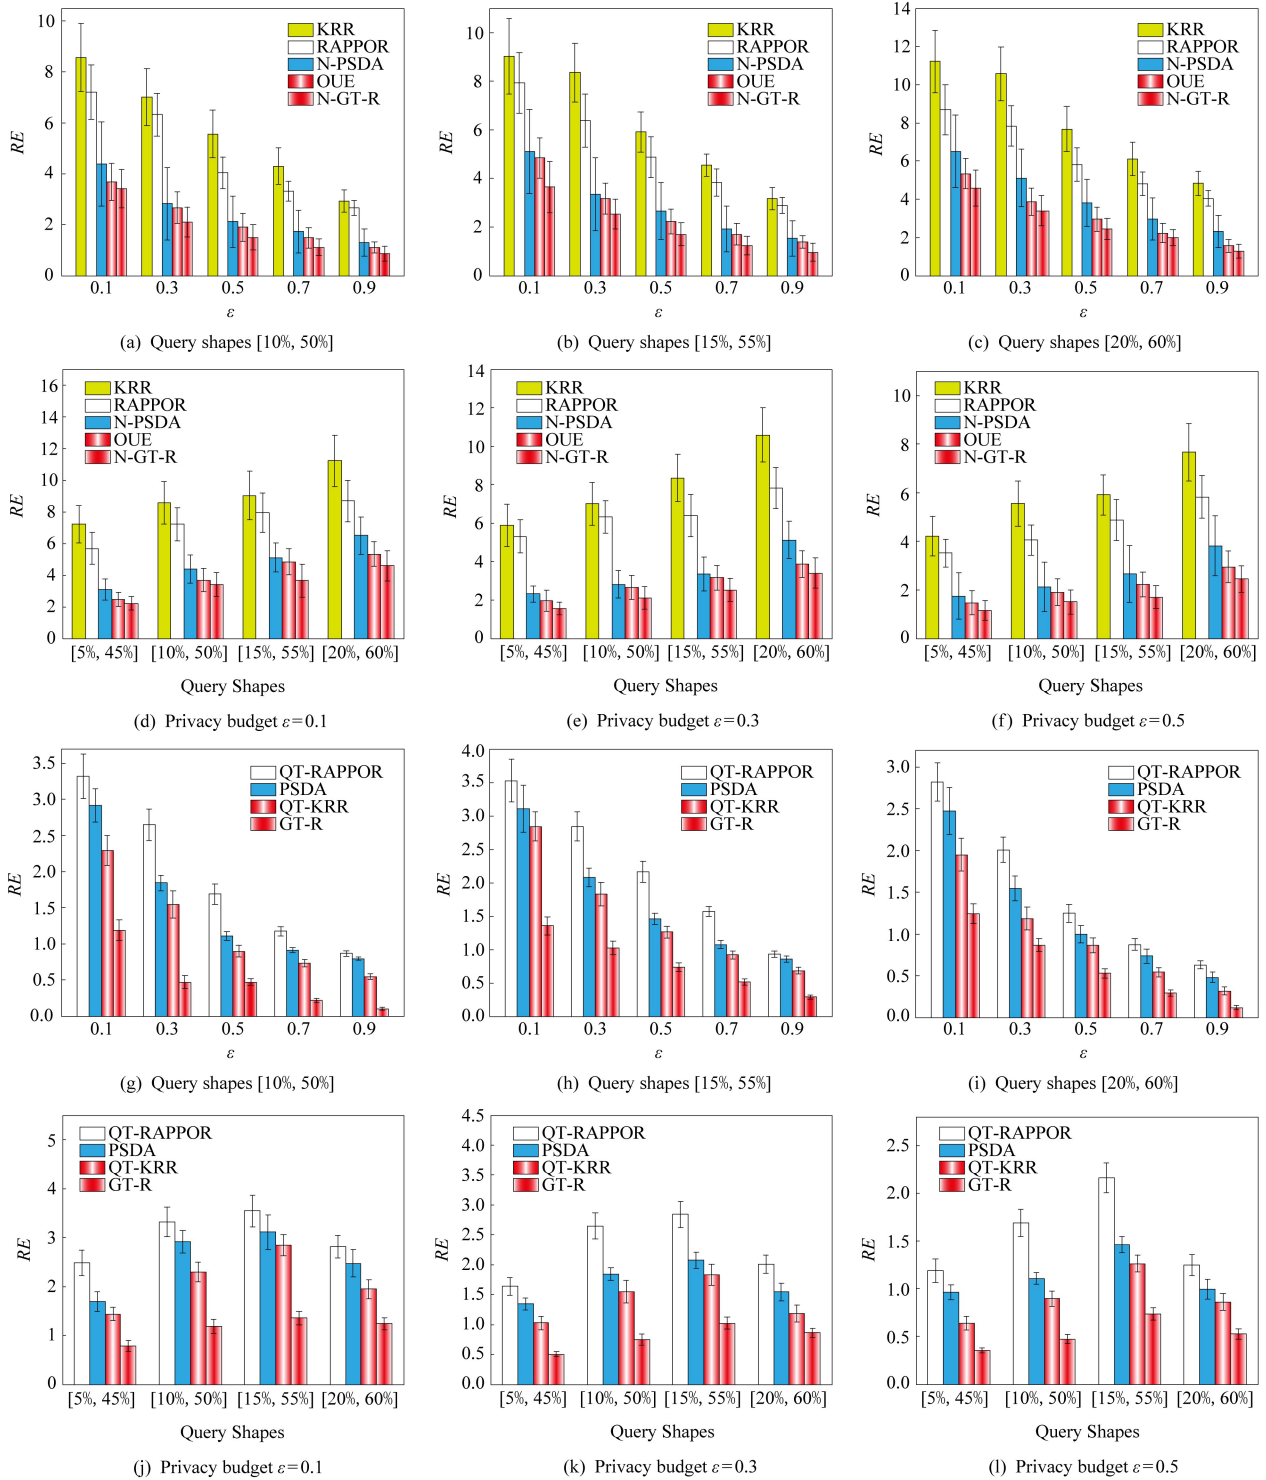 10
8
6
4
2
0
RE
KRR
RAPPOR
N-PSDA
OUE
N-GT-R
0.1 0.3 0.5 0.7 0.9
ε
(a) Query shapes [10%, 50%]
10
8
6
4
2
0
RE
KRR
RAPPOR
N-PSDA
OUE
N-GT-R
0.1 0.3 0.5 0.7 0.9
ε
(b) Query shapes [15%, 55%]
14
12
10
8
6
4
2
0
RE
KRR
RAPPOR
N-PSDA
OUE
N-GT-R
0.1 0.3 0.5 0.7 0.9
ε
(c) Query shapes [20%, 60%]
16
14
12
10
8
6
4
2
0
RE
KRR
RAPPOR
N-PSDA
OUE
N-GT-R
[5%, 45%] [10%, 50%] [15%, 55%] [20%, 60%]
Query Shapes
(d) Privacy budget ε=0.1
14
12
10
8
6
4
2
0
RE
KRR
RAPPOR
N-PSDA
OUE
N-GT-R
[5%, 45%] [10%, 50%] [15%, 55%] [20%, 60%]
Query Shapes
(e) Privacy budget ε=0.3
10
8
6
4
2
0
RE
KRR
RAPPOR
N-PSDA
OUE
N-GT-R
[5%, 45%] [10%, 50%] [15%, 55%] [20%, 60%]
Query Shapes
(f) Privacy budget ε=0.5
3.5
3.0
2.5
2.0
1.5
1.0
0.5
0.0
RE
QT-RAPPOR
PSDA
QT-KRR
GT-R
0.1 0.3 0.5 0.7 0.9
ε
(g) Query shapes [10%, 50%]
4.0
3.5
3.0
2.5
2.0
1.5
1.0
0.5
0.0
RE
QT-RAPPOR
PSDA
QT-KRR
GT-R
0.1 0.3 0.5 0.7 0.9
ε
(h) Query shapes [15%, 55%]
3.0
2.5
2.0
1.5
1.0
0.5
0.0
RE
QT-RAPPOR
PSDA
QT-KRR
GT-R
0.1 0.3 0.5 0.7 0.9
ε
(i) Query shapes [20%, 60%]
5
4
3
2
1
0
RE
QT-RAPPOR
PSDA
QT-KRR
GT-R
[5%, 45%] [10%, 50%] [15%, 55%] [20%, 60%]
Query Shapes
(j) Privacy budget ε=0.1
4.5
4.0
3.5
3.0
2.5
2.0
1.5
1.0
0.5
0.0
RE
QT-RAPPOR
PSDA
QT-KRR
GT-R
[5%, 45%] [10%, 50%] [15%, 55%] [20%, 60%]
Query Shapes
(k) Privacy budget ε=0.3
2.5
2.0
1.5
1.0
0.5
0.0
RE
QT-RAPPOR
PSDA
QT-KRR
GT-R
[5%, 45%] [10%, 50%] [15%, 55%] [20%, 60%]
Query Shapes
(l) Privacy budget ε=0.5